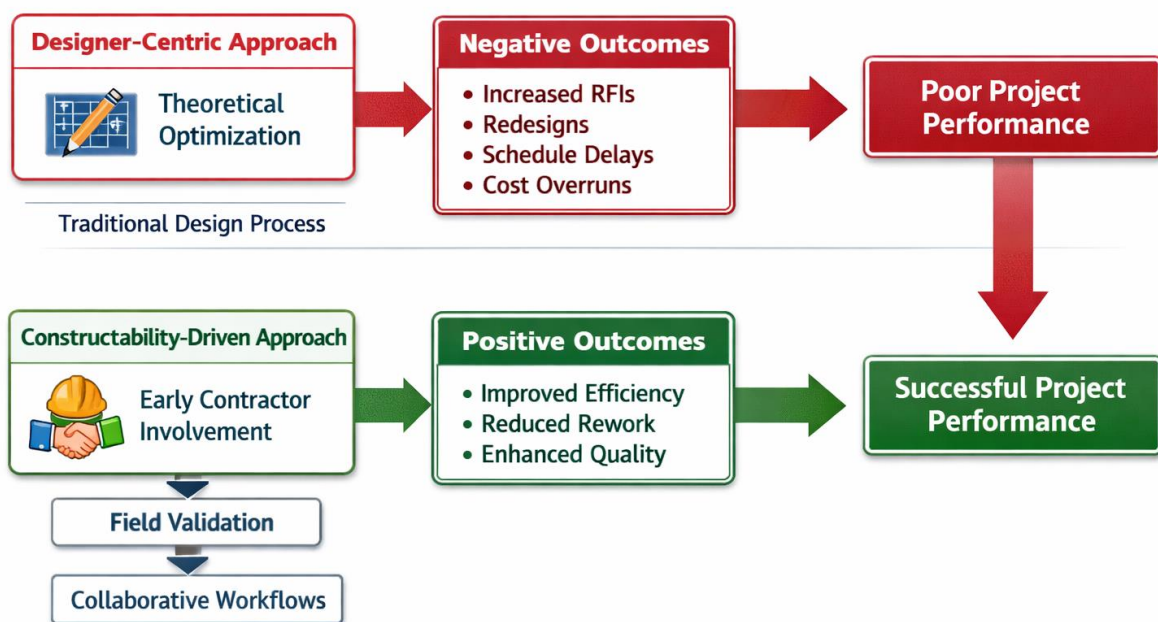 Designer-Centric Approach
Theoretical
Optimization
Traditional Design Process
Negative Outcomes
• Increased RFIs
• Redesigns
• Schedule Delays
• Cost Overruns
Poor Project
Performance
Constructability-Driven Approach
Early Contractor
Involvement
Field Validation
Collaborative Workflows
Positive Outcomes
• Improved Efficiency
• Reduced Rework
• Enhanced Quality
Successful Project
Performance